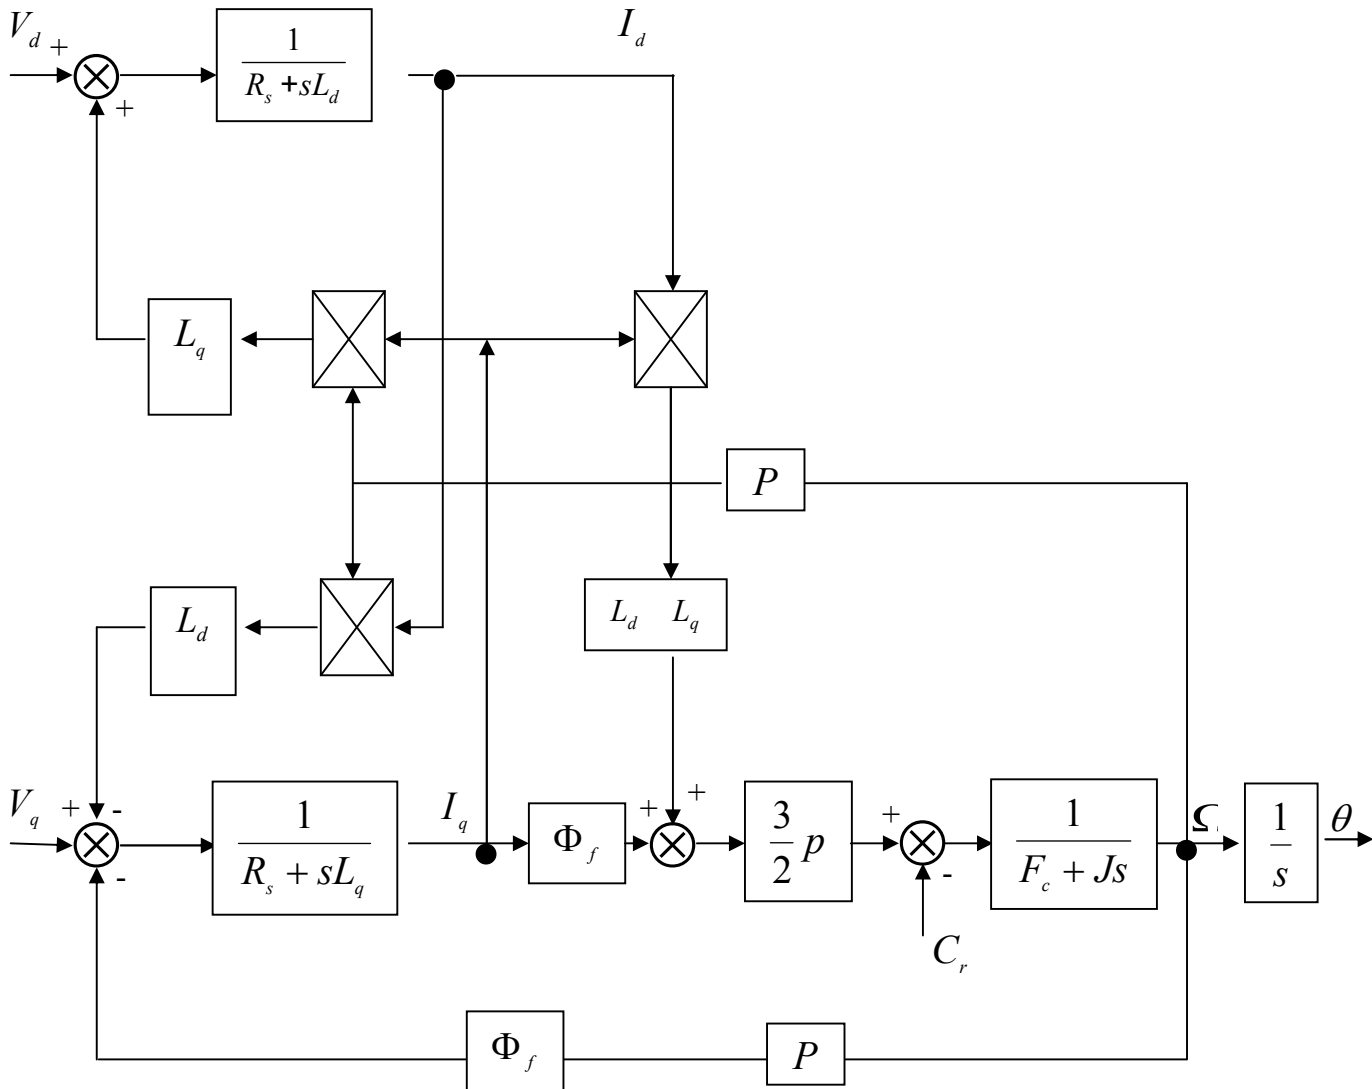 V_d
+
+
1
R_s + sL_d
I_d
L_q
P
L_d
L_d L_q
V_q
+
-
-
1
R_s + sL_q
I_q
Φ_f
+
+
3
2
p
+
-
C_r
1
F_c + Js
Ω
1
s
θ
Φ_f
P